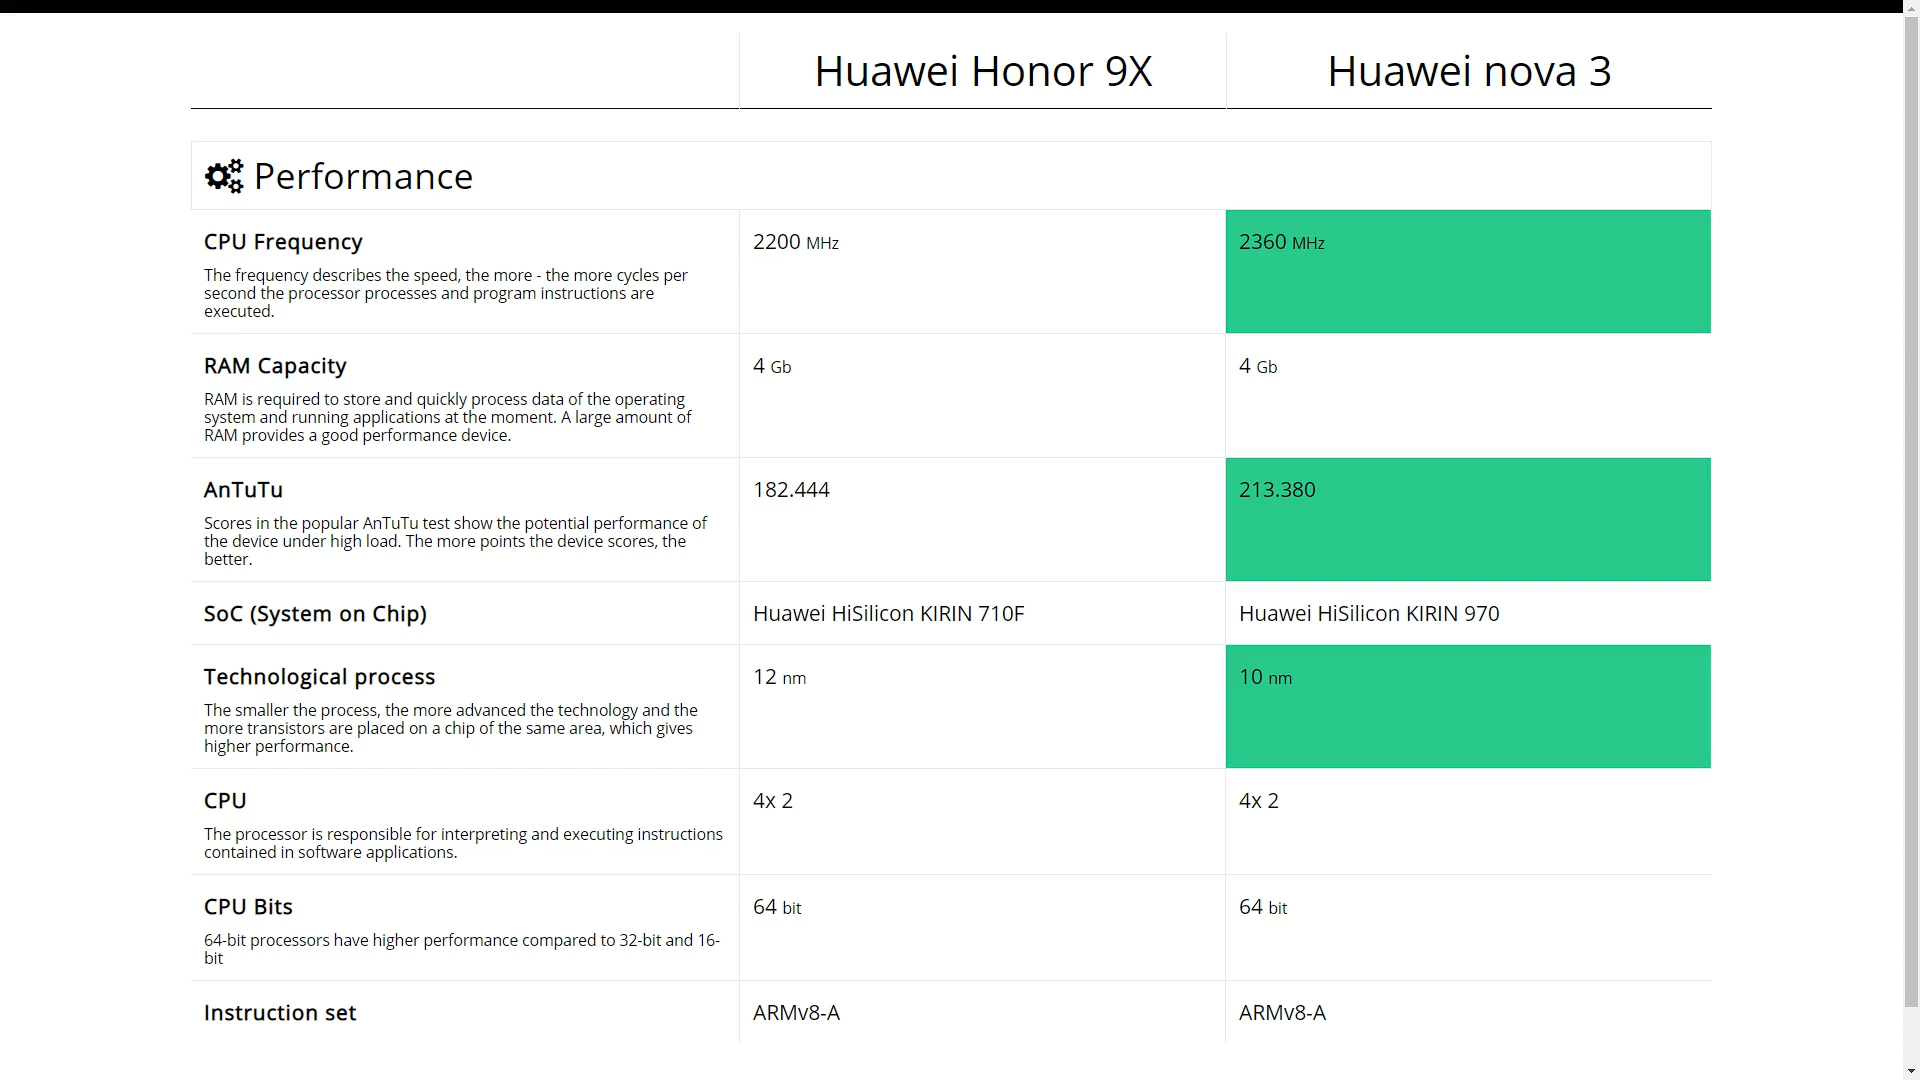 Huawei Honor 9X Huawei nova 3
Performance
CPU Frequency 2200 MHz 2360 MHz
The frequency describes the speed, the more - the more cycles per
second the processor processes and program instructions are
executed.
RAM Capacity 4 Gb 4 Gb
RAM is required to store and quickly process data of the operating
system and running applications at the moment. A large amount of
RAM provides a good performance device.
AnTuTu 182.444 213.380
Scores in the popular AnTuTu test show the potential performance of
the device under high load. The more points the device scores, the
better.
SoC (System on Chip) Huawei HiSilicon KIRIN 710F Huawei HiSilicon KIRIN 970
Technological process 12 nm 10 nm
The smaller the process, the more advanced the technology and the
more transistors are placed on a chip of the same area, which gives
higher performance.
CPU 4x 2 4x 2
The processor is responsible for interpreting and executing instructions
contained in software applications.
CPU Bits 64 bit 64 bit
64-bit processors have higher performance compared to 32-bit and 16-
bit
Instruction set ARMv8-A ARMv8-A